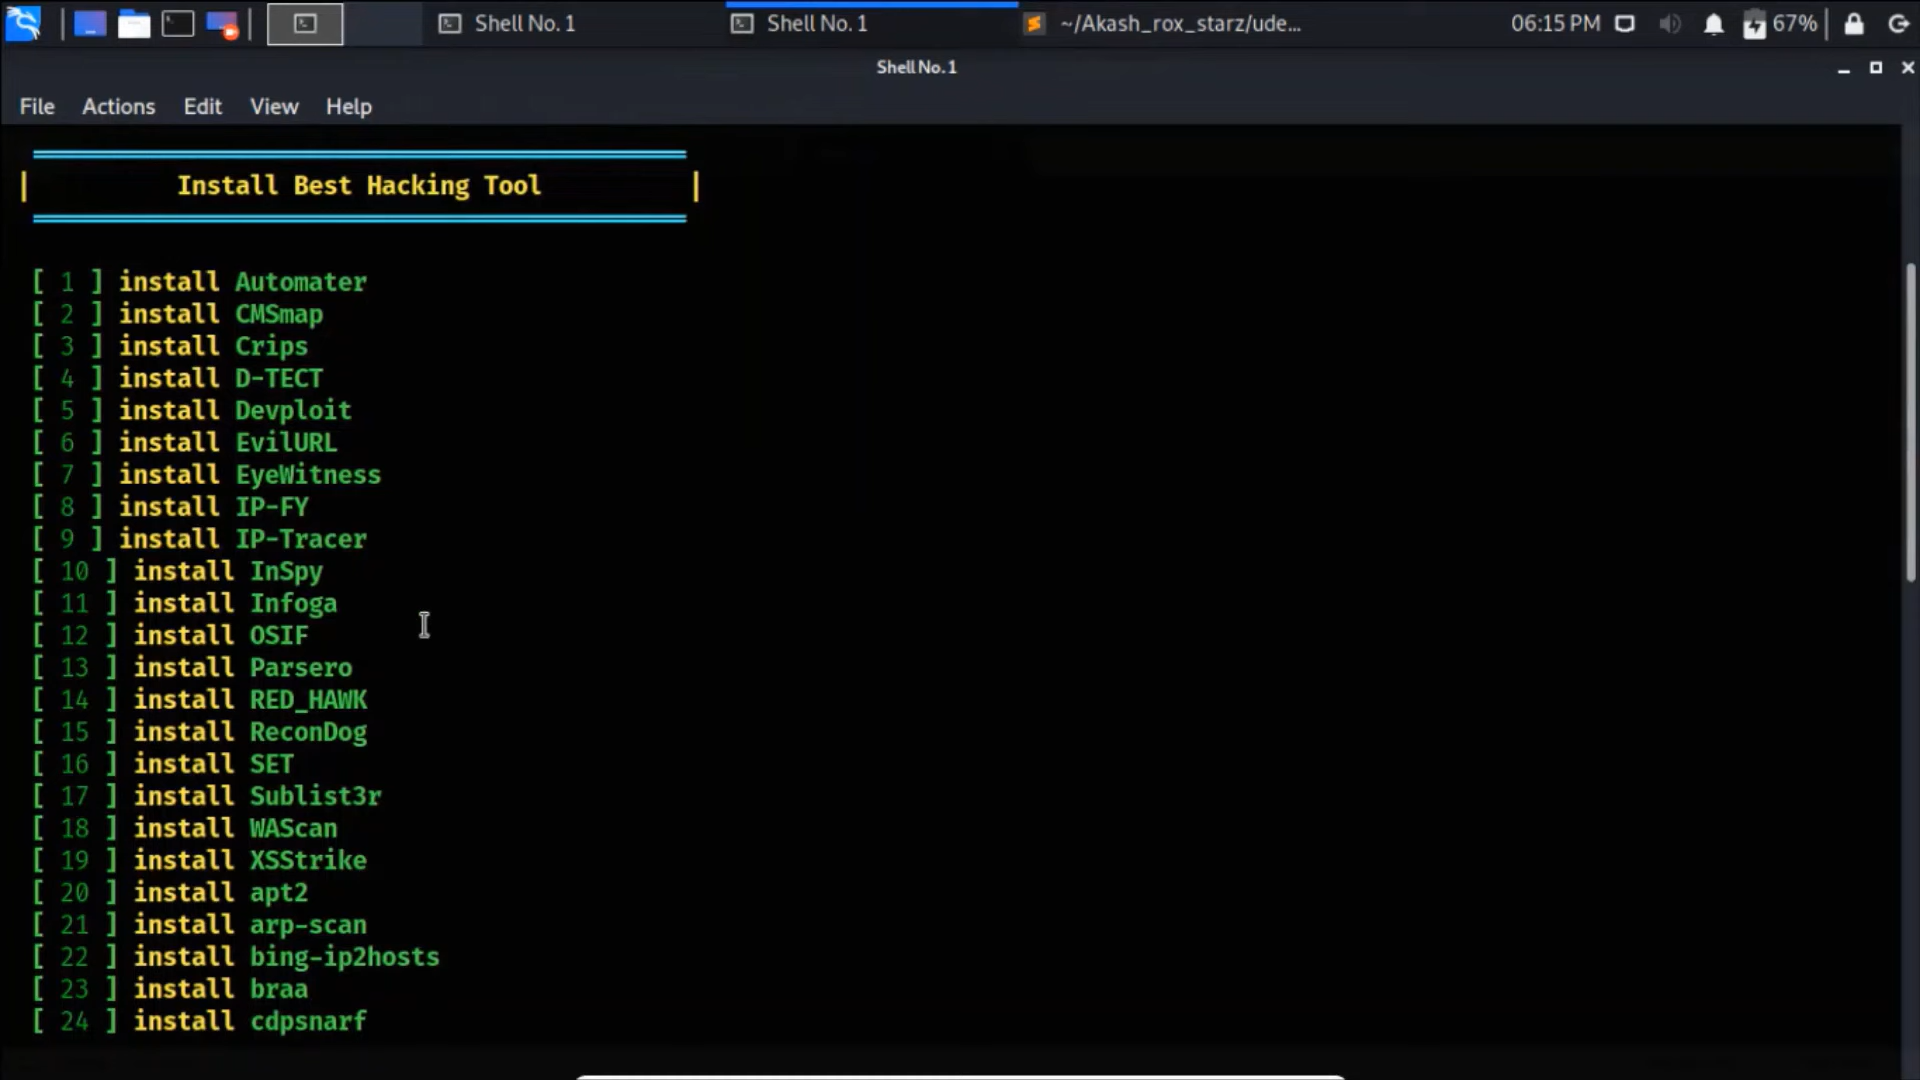 Shell No. 1
Shell No. 1
~/Akash_rox_starz/ude...
06:15 PM
67%
Shell No. 1
File Actions Edit View Help
| Install Best Hacking Tool |
[ 1 ] install Automater
[ 2 ] install CMSmap
[ 3 ] install Crips
[ 4 ] install D-TECT
[ 5 ] install Devploit
[ 6 ] install EvilURL
[ 7 ] install EyeWitness
[ 8 ] install IP-FY
[ 9 ] install IP-Tracer
[ 10 ] install InSpy
[ 11 ] install Infoga
[ 12 ] install OSIF
[ 13 ] install Parsero
[ 14 ] install RED_HAWK
[ 15 ] install ReconDog
[ 16 ] install SET
[ 17 ] install Sublist3r
[ 18 ] install WAScan
[ 19 ] install XSStrike
[ 20 ] install apt2
[ 21 ] install arp-scan
[ 22 ] install bing-ip2hosts
[ 23 ] install braa
[ 24 ] install cdpsnarf